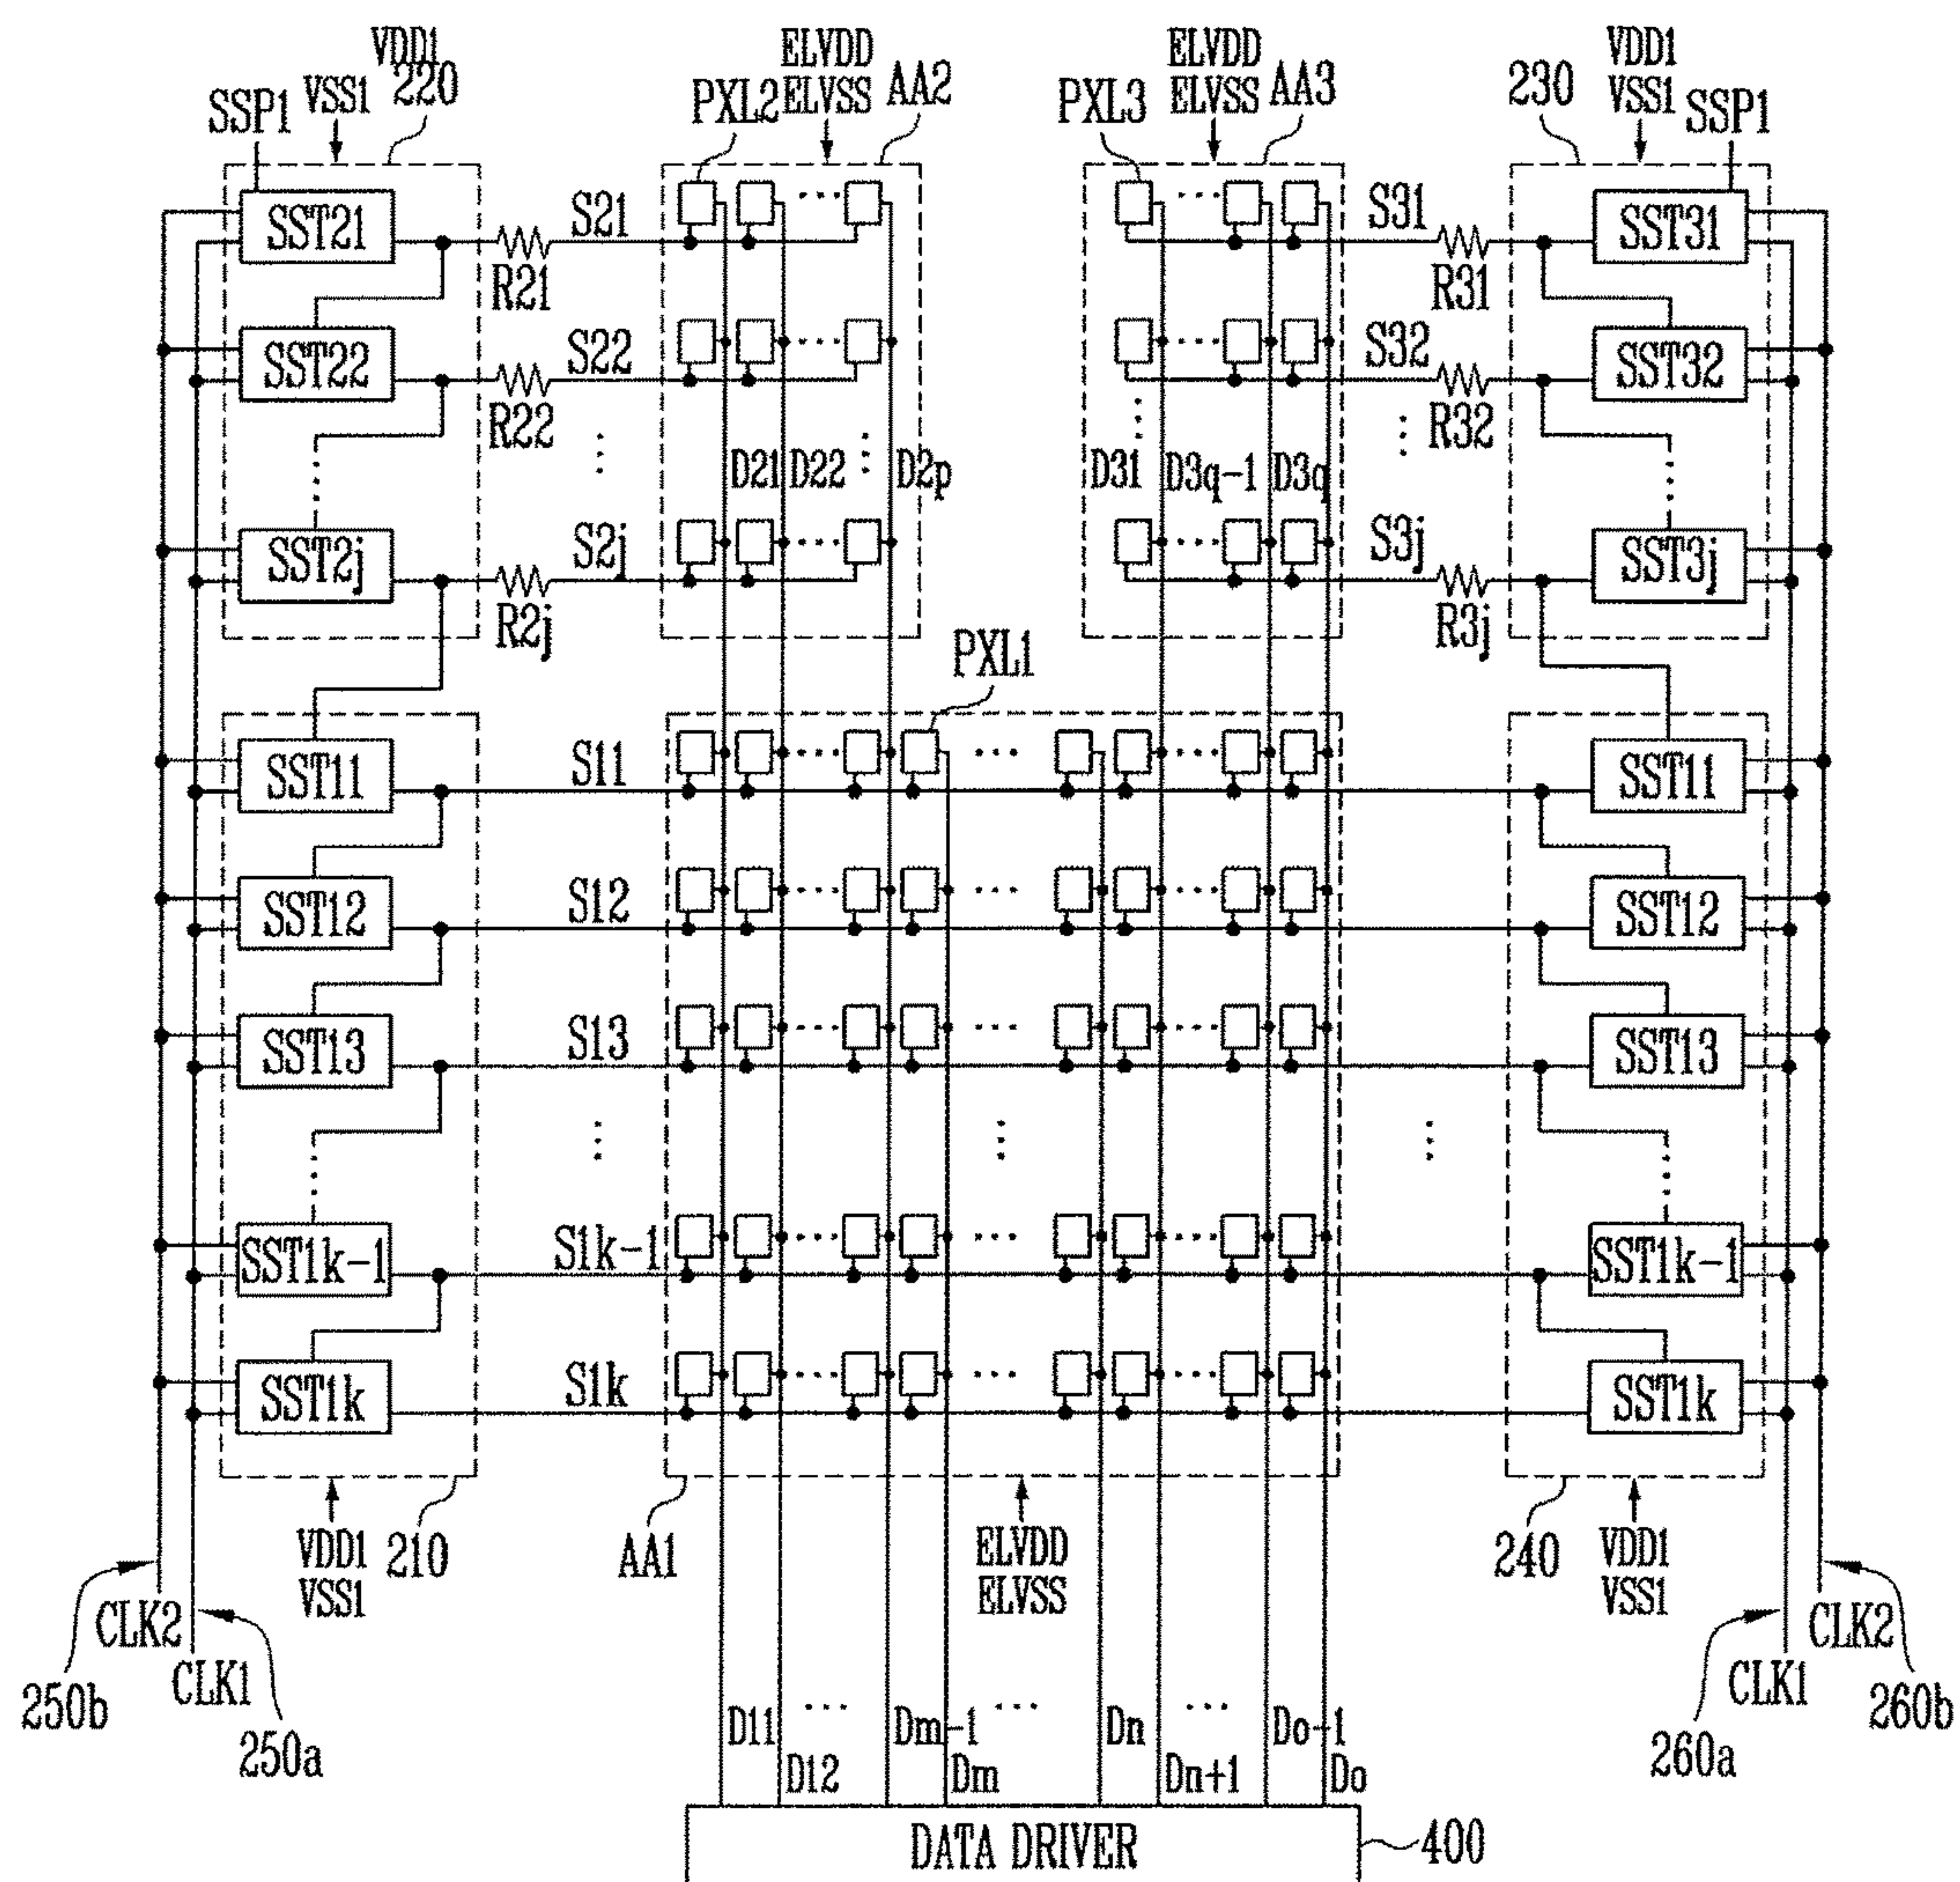 VDD1
VSS1
220
SSP1
PXL2
ELVDD
ELVSS
AA2
PXL3
ELVDD
ELVSS
AA3
230
VDD1
VSS1
SSP1
SST21
S21
R21
S31
R31
SST31
SST22
S22
R22
S32
R32
SST32
D21
D22
D2p
D31
D3q-1
D3q
SST2j
S2j
R2j
S3j
R3j
SST3j
PXL1
SST11
S11
SST11
SST12
S12
SST12
SST13
S13
SST13
SST1k-1
S1k-1
SST1k-1
SST1k
S1k
SST1k
VDD1
VSS1
210
AA1
ELVDD
ELVSS
240
VDD1
VSS1
CLK2
CLK1
250b
250a
CLK2
CLK1
260b
260a
D11
D12
Dm-1
Dm
Dn
Dn+1
Do-1
Do
DATA DRIVER
400